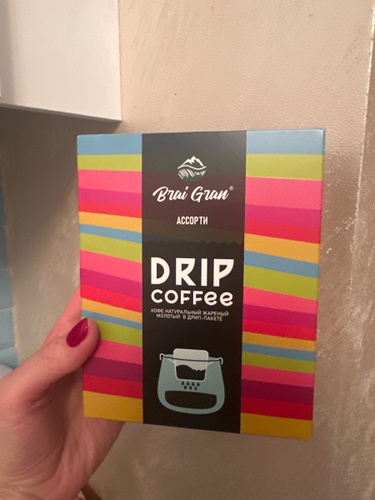 Brai Gran®
АССОРТИ
DRIP
COFFee
КОФЕ НАТУРАЛЬНЫЙ ЖАРЕНЫЙ
МОЛОТЫЙ В ДРИП-ПАКЕТЕ